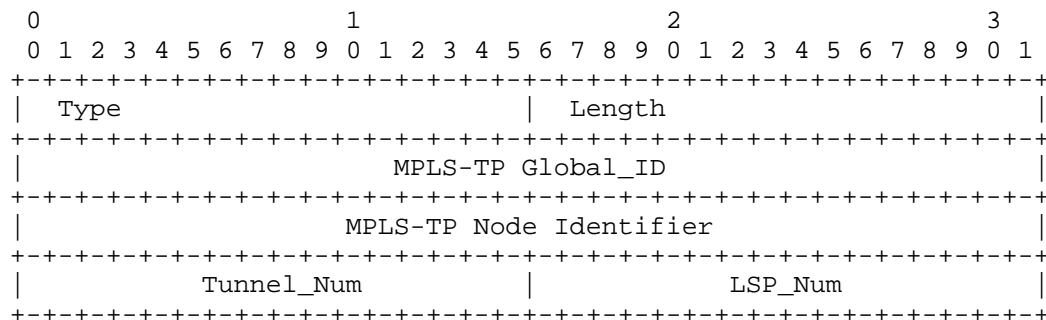 0                   1                   2                   3
 0 1 2 3 4 5 6 7 8 9 0 1 2 3 4 5 6 7 8 9 0 1 2 3 4 5 6 7 8 9 0 1
+-+-+-+-+-+-+-+-+-+-+-+-+-+-+-+-+-+-+-+-+-+-+-+-+-+-+-+-+-+-+-+-+
|  Type                         |  Length                       |
+-+-+-+-+-+-+-+-+-+-+-+-+-+-+-+-+-+-+-+-+-+-+-+-+-+-+-+-+-+-+-+-+
|                       MPLS-TP Global_ID                       |
+-+-+-+-+-+-+-+-+-+-+-+-+-+-+-+-+-+-+-+-+-+-+-+-+-+-+-+-+-+-+-+-+
|                    MPLS-TP Node Identifier                    |
+-+-+-+-+-+-+-+-+-+-+-+-+-+-+-+-+-+-+-+-+-+-+-+-+-+-+-+-+-+-+-+-+
|           Tunnel_Num          |            LSP_Num            |
+-+-+-+-+-+-+-+-+-+-+-+-+-+-+-+-+-+-+-+-+-+-+-+-+-+-+-+-+-+-+-+-+